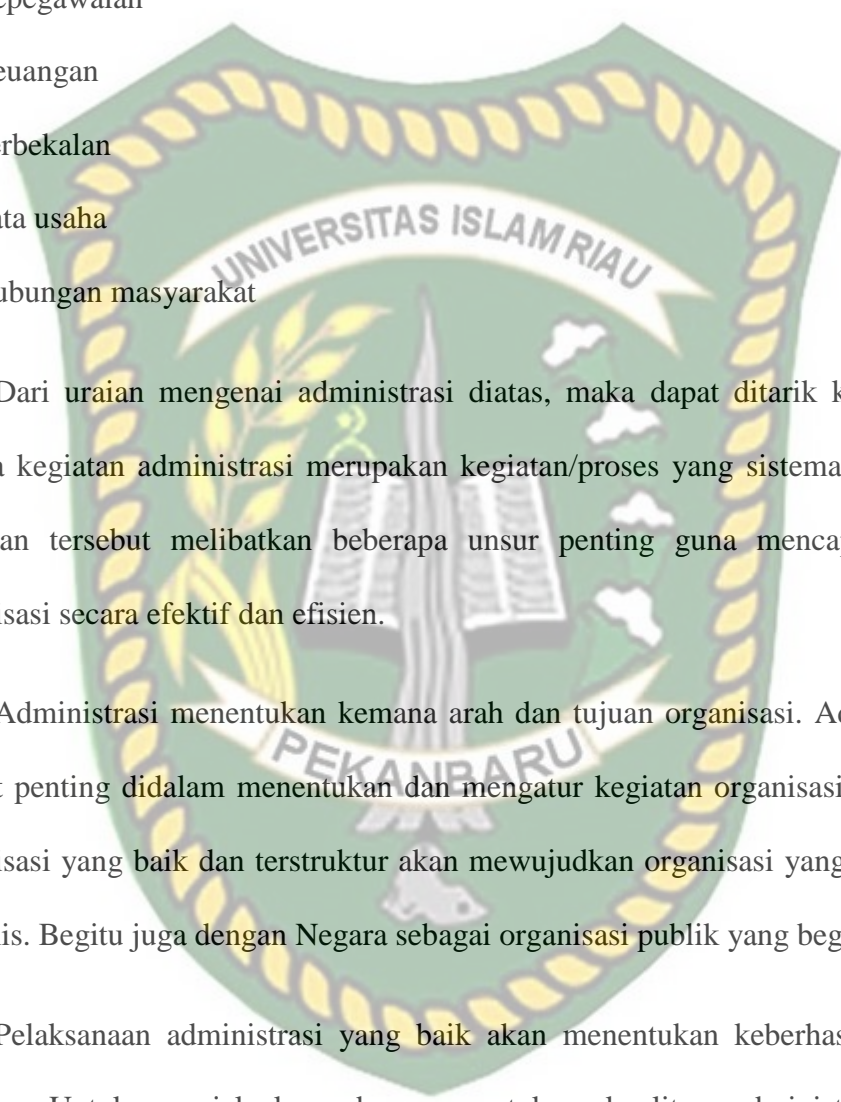 epegawaian
euangan
erbekalan
ata usaha
ubungan masyarakat
UNIVERSITAS ISLAM RIAU
Dari uraian mengenai administrasi diatas, maka dapat ditarik k
kegiatan administrasi merupakan kegiatan/proses yang sistema
an tersebut melibatkan beberapa unsur penting guna menca
isasi secara efektif dan efisien.
Administrasi menentukan kemana arah dan tujuan organisasi. A
penting didalam menentukan dan mengatur kegiatan organisasi
PEKANBARU
isasi yang baik dan terstruktur akan mewujudkan organisasi yang
is. Begitu juga dengan Negara sebagai organisasi publik yang beg
Pelaksanaan administrasi yang baik akan menentukan keberhas